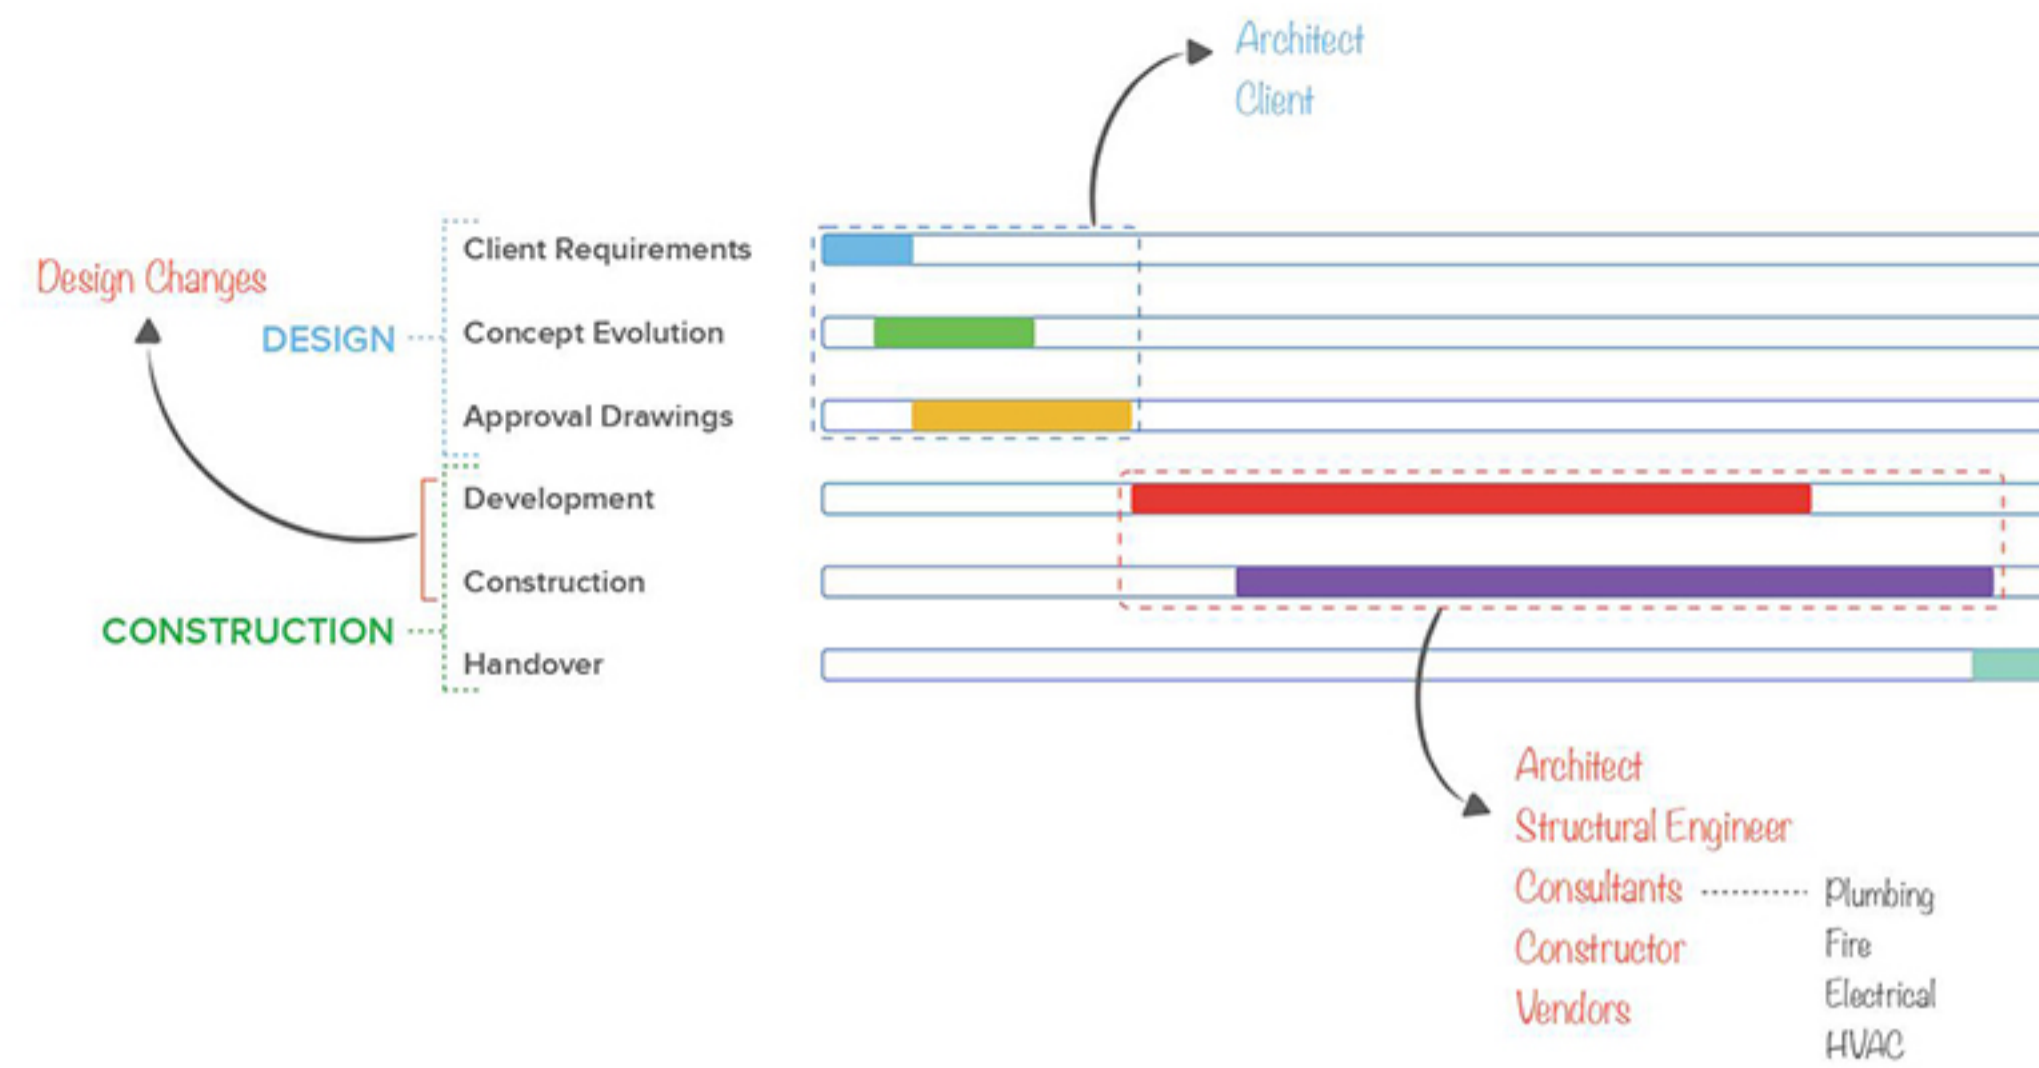 Architect
Client
Client Requirements
Design Changes
DESIGN
Concept Evolution
Approval Drawings
Development
Construction
CONSTRUCTION
Handover
Architect
Structural Engineer
Consultants
Plumbing
Constructor
Fire
Electrical
Vendors
HVAC